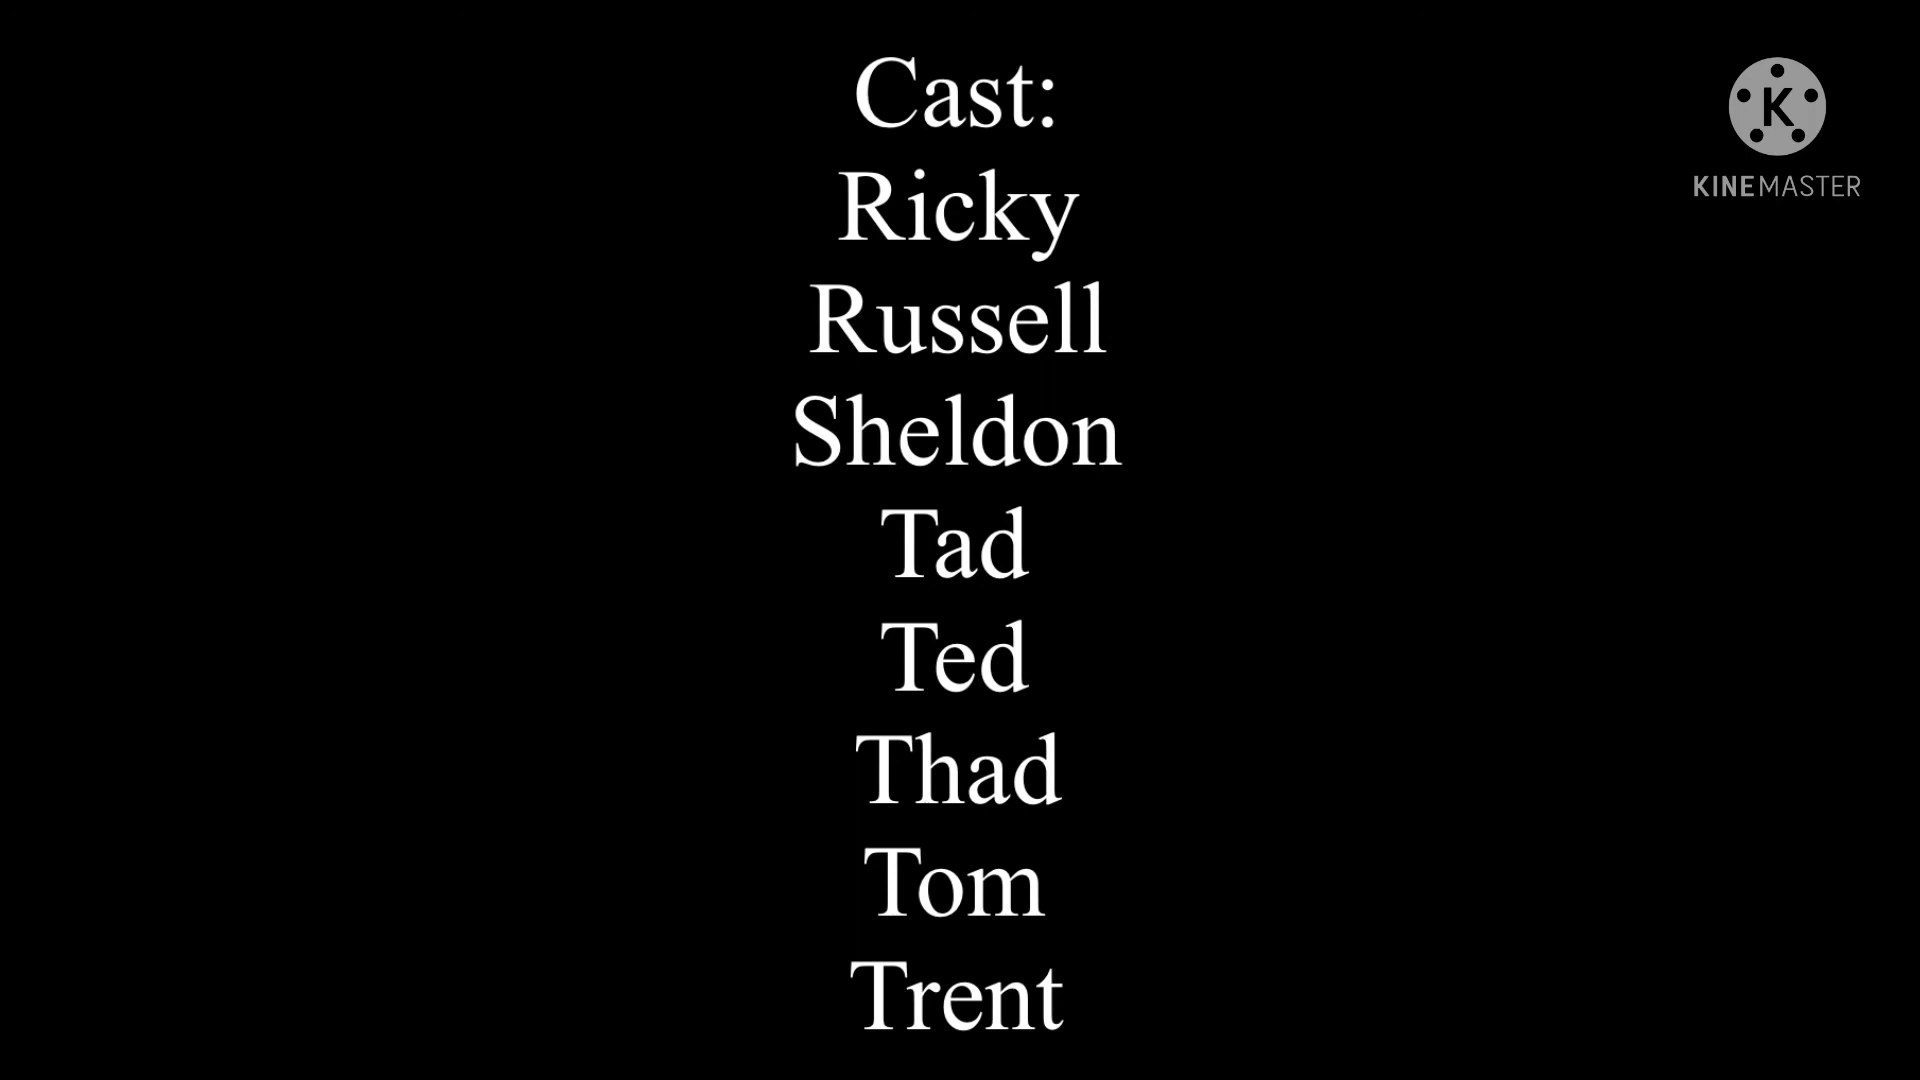 Cast:
Ricky
Russell
Sheldon
Tad
Ted
Thad
Tom
Trent
K
KINEMASTER